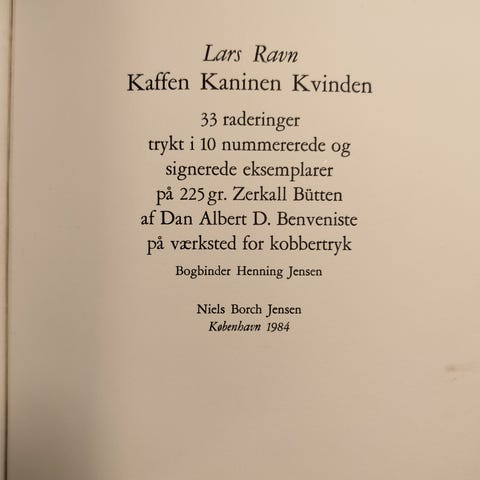 Lars Ravn
Kaffen Kaninen Kvinden
33 raderinger
trykt i 10 nummererede og
signerede eksemplarer
på 225 gr. Zerkall Bütten
af Dan Albert D. Benveniste
på værksted for kobbertryk
Bogbinder Henning Jensen
Niels Borch Jensen
København 1984